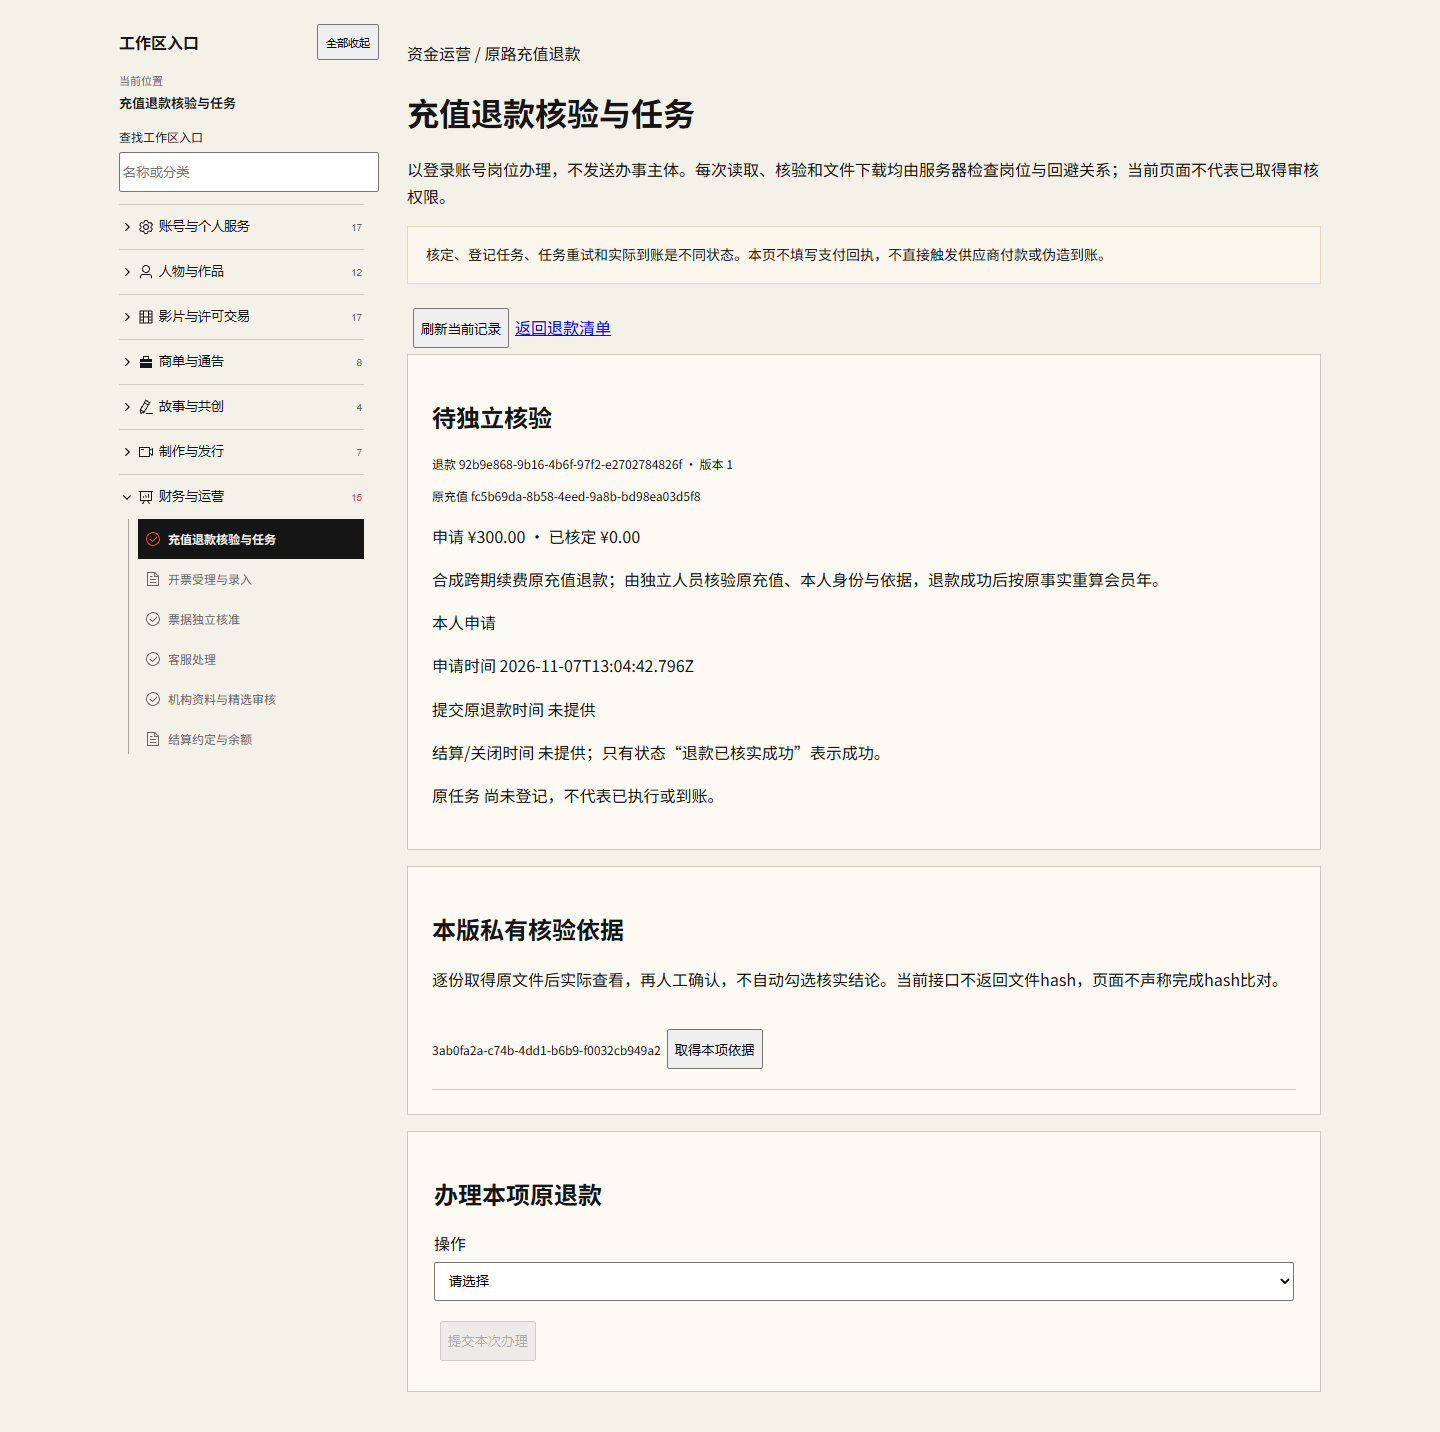 工作区入口
全部收起
当前位置
充值退款核验与任务
查找工作区入口
名称或分类
账号与个人服务 17
人物与作品 12
影片与许可交易 17
商单与通告 8
故事与共创 4
制作与发行 7
财务与运营 15
充值退款核验与任务
开票受理与录入
票据独立核准
客服处理
机构资料与精选审核
结算约定与余额
资金运营 / 原路充值退款
充值退款核验与任务
以登录账号岗位办理，不发送办事主体。每次读取、核验和文件下载均由服务器检查岗位与回避关系；当前页面不代表已取得审核
权限。
核定、登记任务、任务重试和实际到账是不同状态。本页不填写支付回执，不直接触发供应商付款或伪造到账。
刷新当前记录 返回退款清单
待独立核验
退款 92b9e868-9b16-4b6f-97f2-e2702784826f · 版本 1
原充值 fc5b69da-8b58-4eed-9a8b-bd98ea03d5f8
申请 ¥300.00 · 已核定 ¥0.00
合成跨期续费原充值退款；由独立人员核验原充值、本人身份与依据，退款成功后按原事实重算会员年。
本人申请
申请时间 2026-11-07T13:04:42.796Z
提交原退款时间 未提供
结算/关闭时间 未提供；只有状态“退款已核实成功”表示成功。
原任务 尚未登记，不代表已执行或到账。
本版私有核验依据
逐份取得原文件后实际查看，再人工确认，不自动勾选核实结论。当前接口不返回文件hash，页面不声称完成hash比对。
3ab0fa2a-c74b-4dd1-b6b9-f0032cb949a2 取得本项依据
办理本项原退款
操作
请选择
提交本次办理